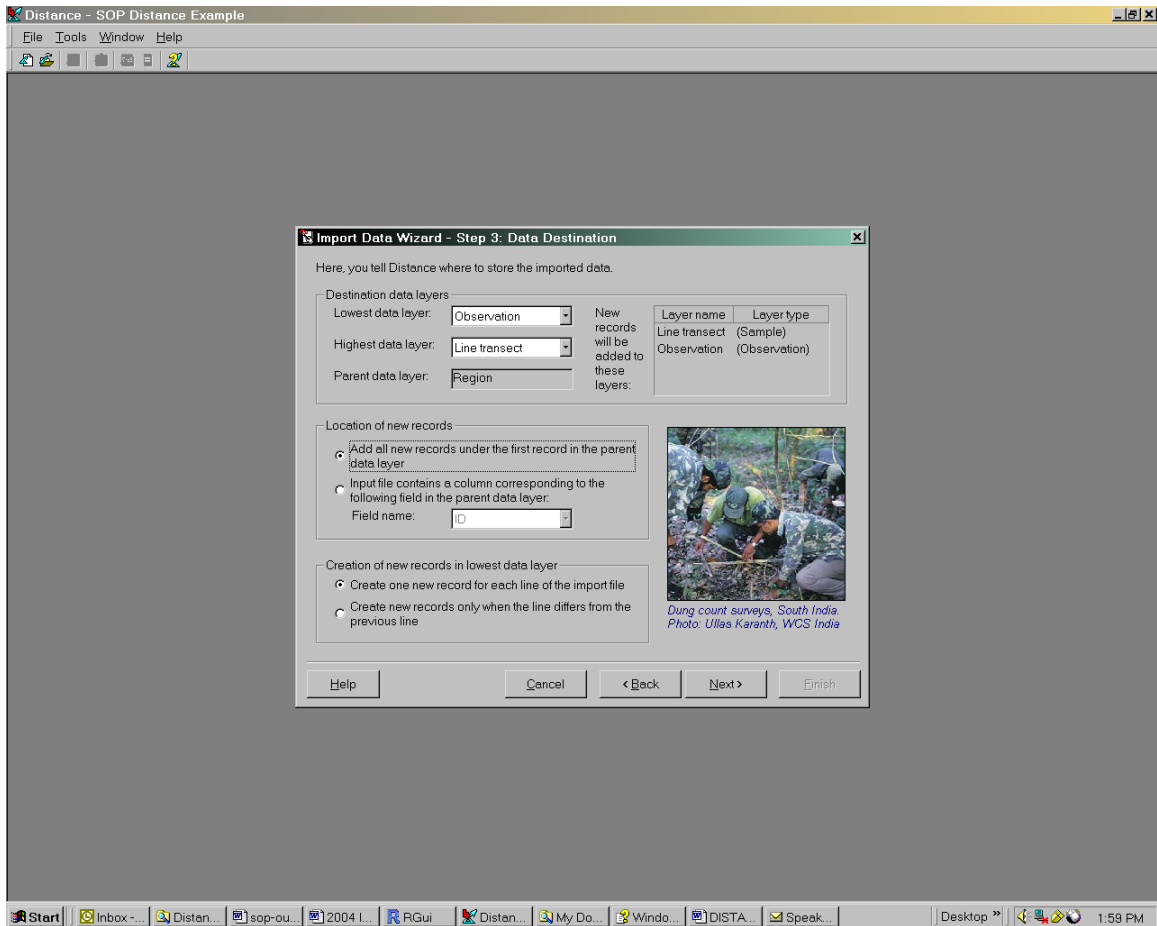 Distance - SOP Distance Example
File Tools Window Help
Import Data Wizard - Step 3: Data Destination
Here, you tell Distance where to store the imported data.
Destination data layers
Lowest data layer: Observation
Highest data layer: Line transect
Parent data layer: Region
New
records
will be
added to
these
layers:
Layer name Layer type
Line transect (Sample)
Observation (Observation)
Location of new records
Add all new records under the first record in the parent
data layer
Input file contains a column corresponding to the
following field in the parent data layer:
Field name: ID
Creation of new records in lowest data layer
Create one new record for each line of the import file
Create new records only when the line differs from the
previous line
Dung count surveys, South India.
Photo: Ullas Karanth, WCS India
Help Cancel < Back Next > Finish
Start Inbox -... Distan... sop-ou... 2004 I... RGui Distan... My Do... Windo... DISTA... Speak... Desktop » 1:59 PM